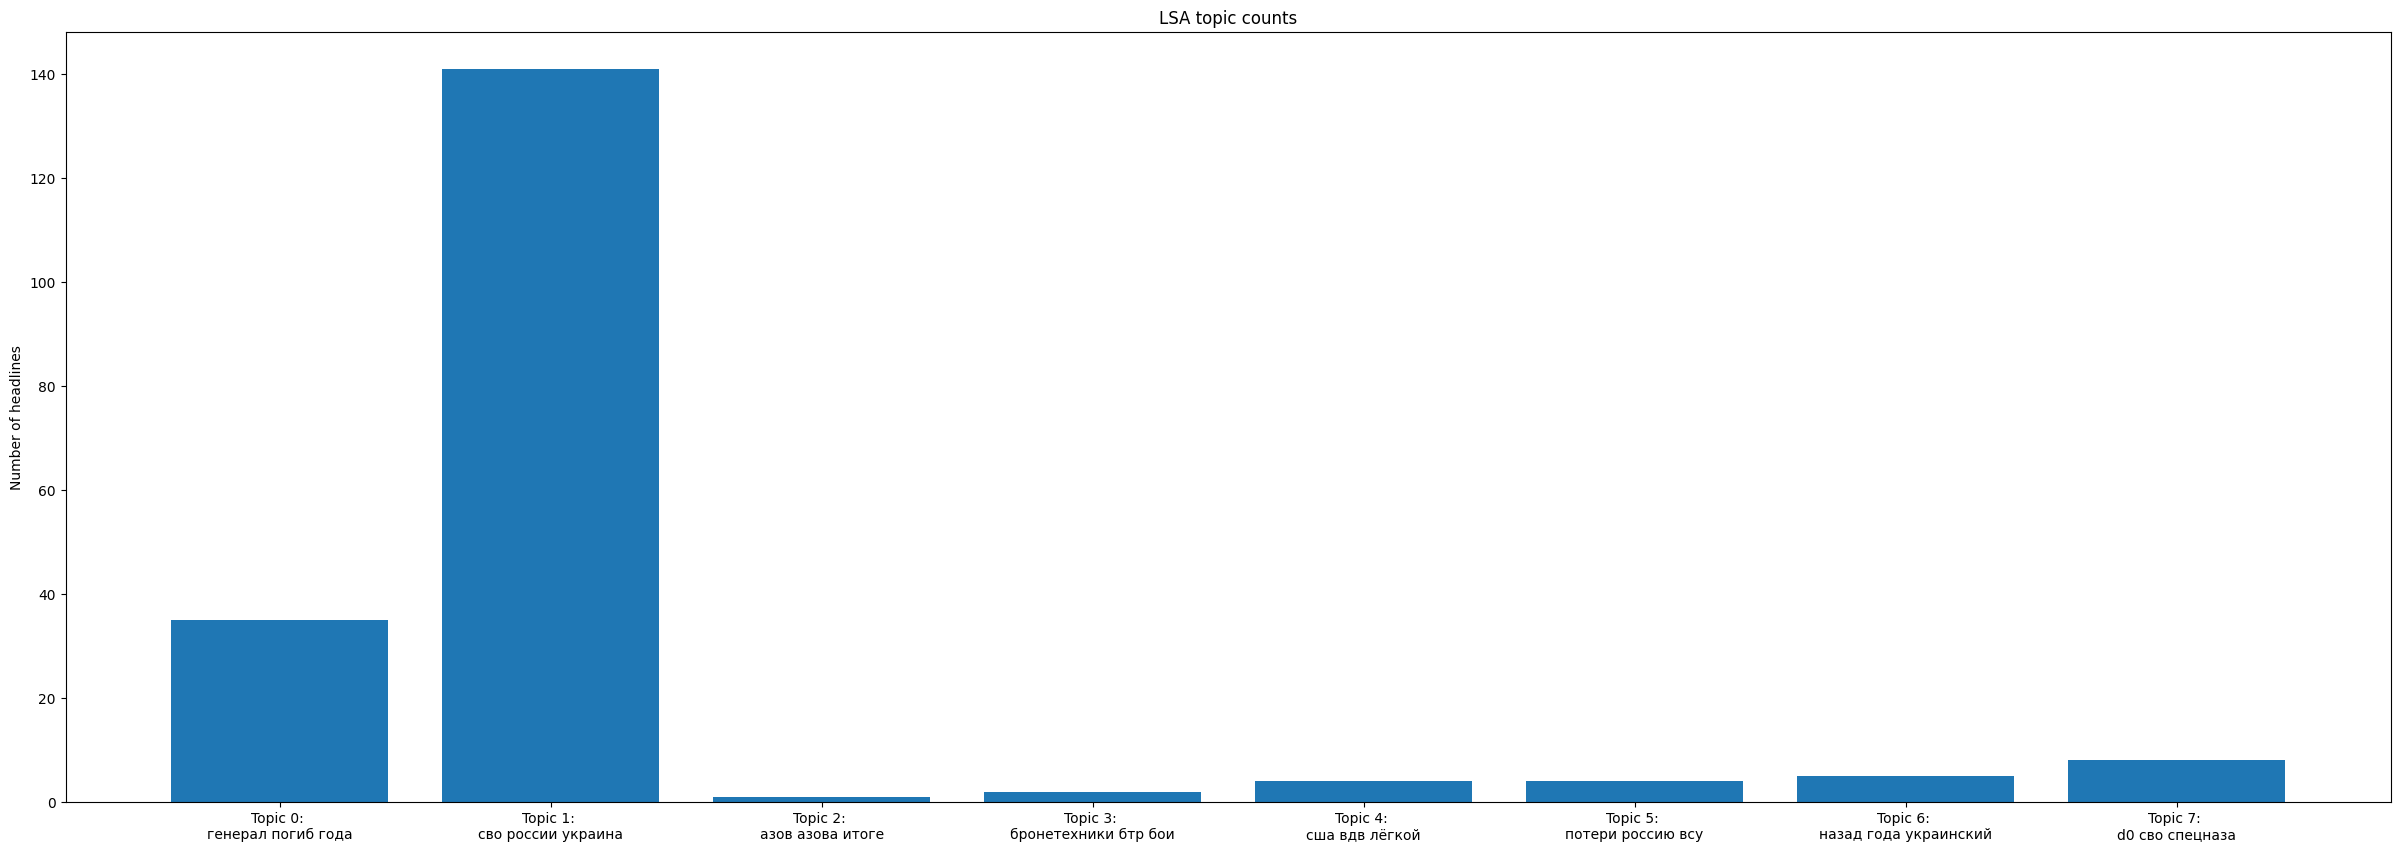 LSA topic counts
Number of headlines
140
120
100
80
60
40
20
0
Topic 0:
генерал погиб года
Topic 1:
сво россии украина
Topic 2:
азов азова итоге
Topic 3:
бронетехники бтр бои
Topic 4:
сша вдв лёгкой
Topic 5:
потери россию всу
Topic 6:
назад года украинский
Topic 7:
d0 сво спецназа